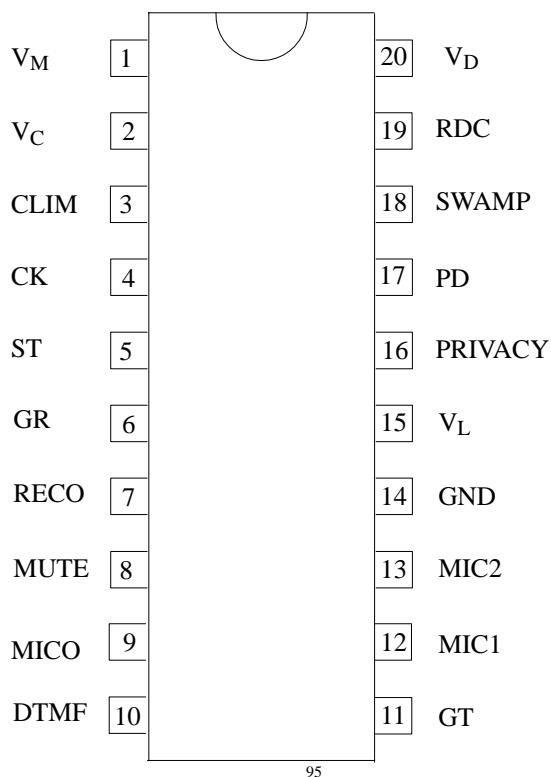 V_M 1 20 V_D
V_C 2 19 RDC
CLIM 3 18 SWAMP
CK 4 17 PD
ST 5 16 PRIVACY
GR 6 15 V_L
RECO 7 14 GND
MUTE 8 13 MIC2
MICO 9 12 MIC1
DTMF 10 11 GT
95